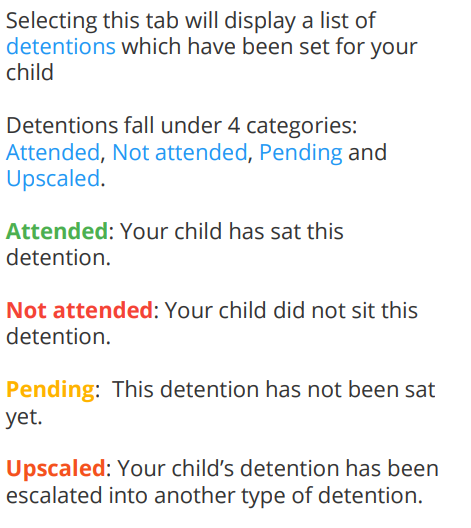 Selecting this tab will display a list of
detentions which have been set for your
child
Detentions fall under 4 categories:
Attended, Not attended, Pending and
Upscaled.
Attended: Your child has sat this
detention.
Not attended: Your child did not sit this
detention.
Pending:  This detention has not been sat
yet.
Upscaled: Your child’s detention has been
escalated into another type of detention.